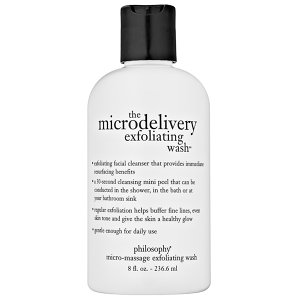 the
microdelivery
exfoliating
wash™
• exfoliating facial cleanser that provides immediate
resurfacing benefits
• a 30-second cleansing mini peel that can be
conducted in the shower, in the bath or at
your bathroom sink
• regular exfoliation helps buffer fine lines, even
skin tone and give the skin a healthy glow
• gentle enough for daily use
philosophy®
micro-massage exfoliating wash
8 fl. oz. - 236.6 ml